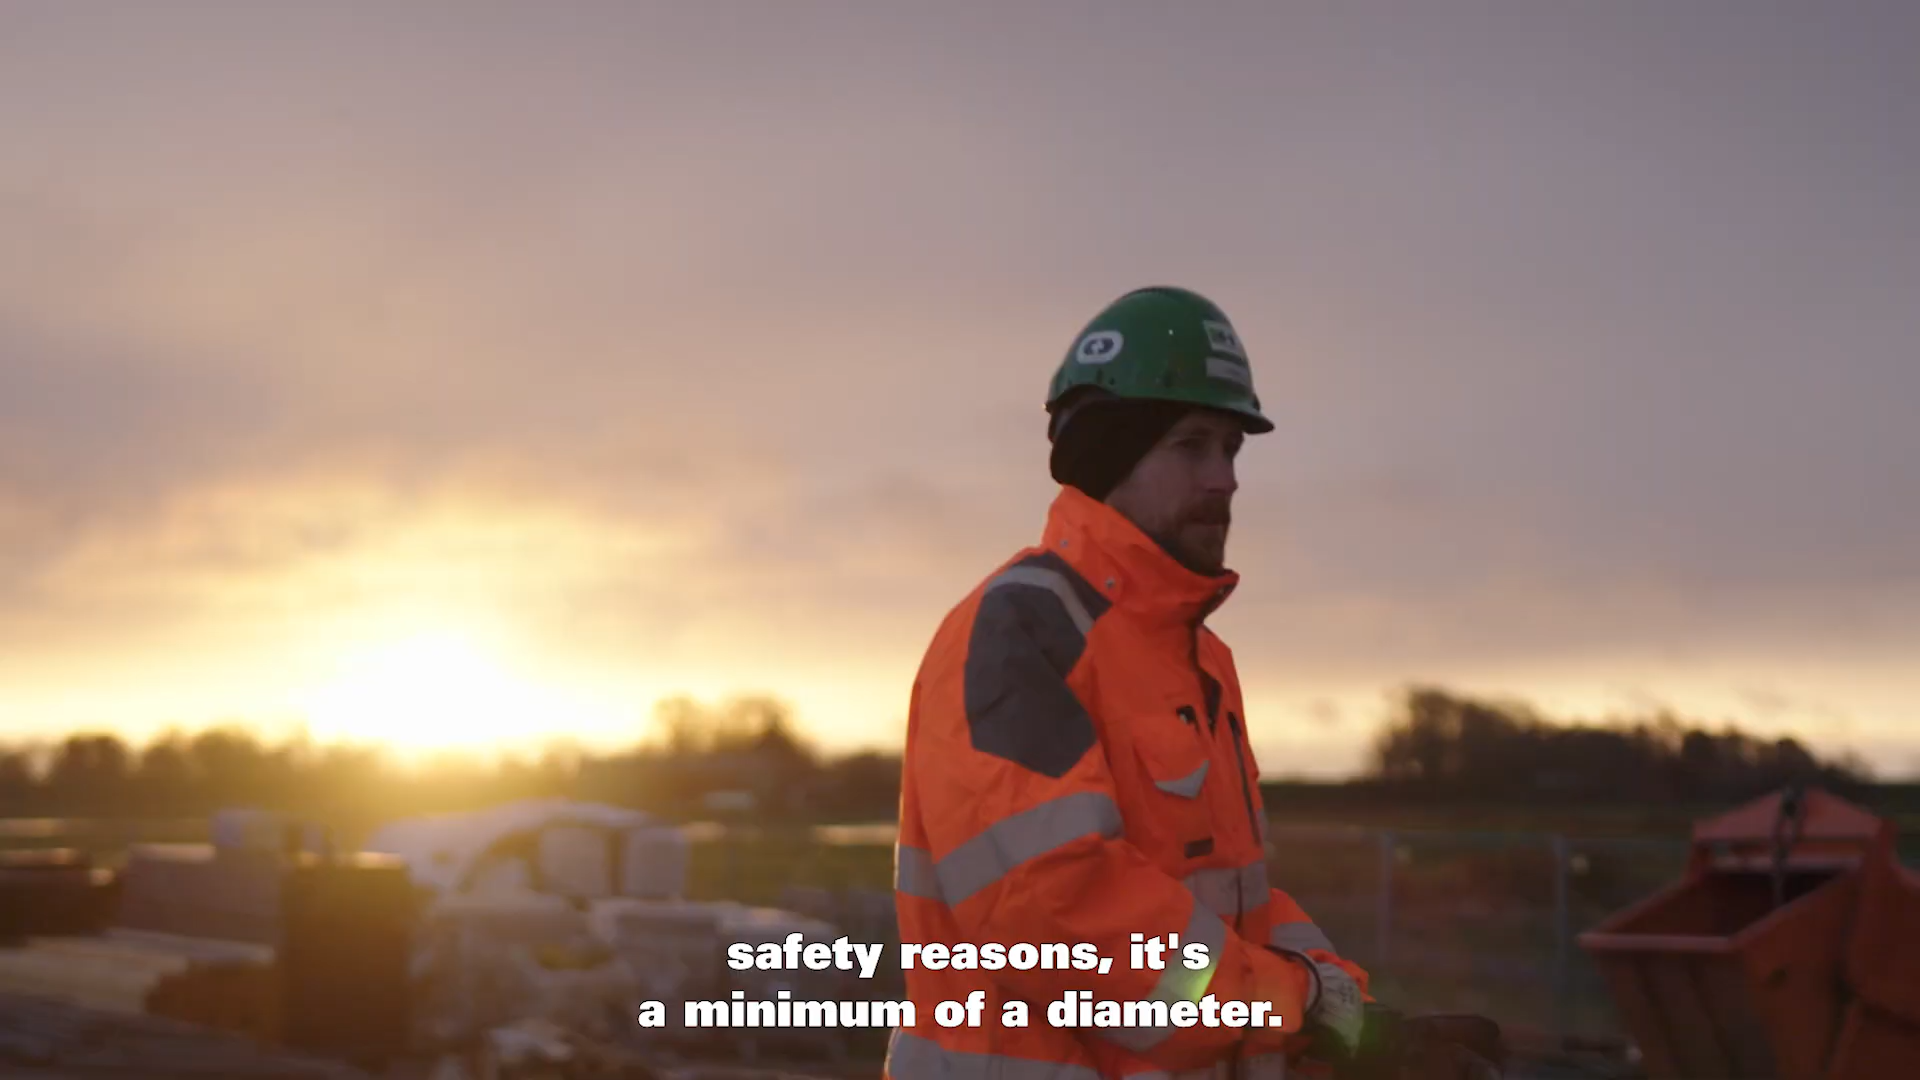 safety reasons, it's
a minimum of a diameter.